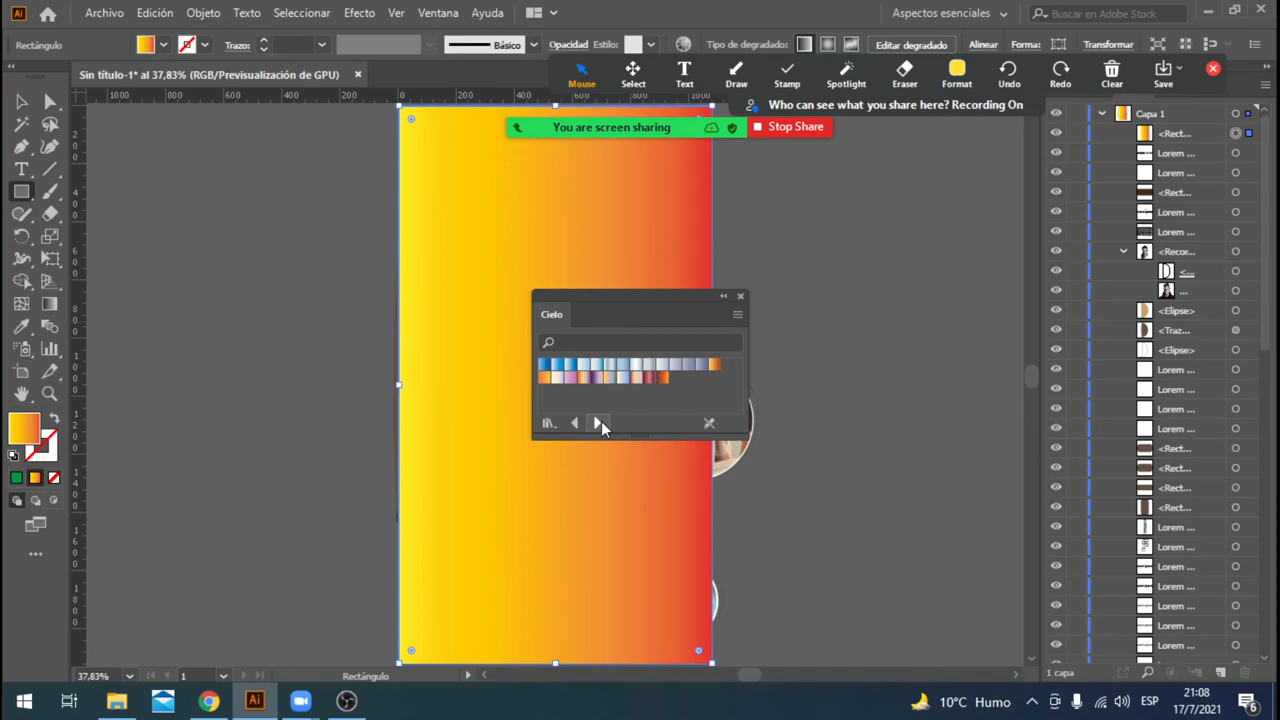 Ai Archivo Edición Objeto Texto Seleccionar Efecto Ver Ventana Ayuda Aspectos esenciales Buscar en Adobe Stock
Rectángulo Trazo: Básico Opacidad Estilo: Tipo de degradado: Editar degradado Alinear Forma: Transformar
Sin título-1* al 37,83% (RGB/Previsualización de GPU)
Mouse Select Text Draw Stamp Spotlight Eraser Format Undo Redo Clear Save
Who can see what you share here? Recording On
1000 800 600 400 200 0 200 400 600 800 1000
You are screen sharing Stop Share
Capa 1
<Rect...
Lorem ...
Lorem ...
<Rect...
Lorem ...
Lorem ...
<Recor...
<...
...
<Elipse>
<Traz...
<Elipse>
Lorem ...
Lorem ...
Lorem ...
Lorem ...
<Rect...
<Rect...
<Rect...
<Rect...
Lorem ...
Lorem ...
Lorem ...
Lorem ...
Lorem ...
Lorem ...
Lorem ...
Cielo
37,83% 1 Rectángulo 1 capa
Ai 10°C Humo ESP 21:08
17/7/2021 6